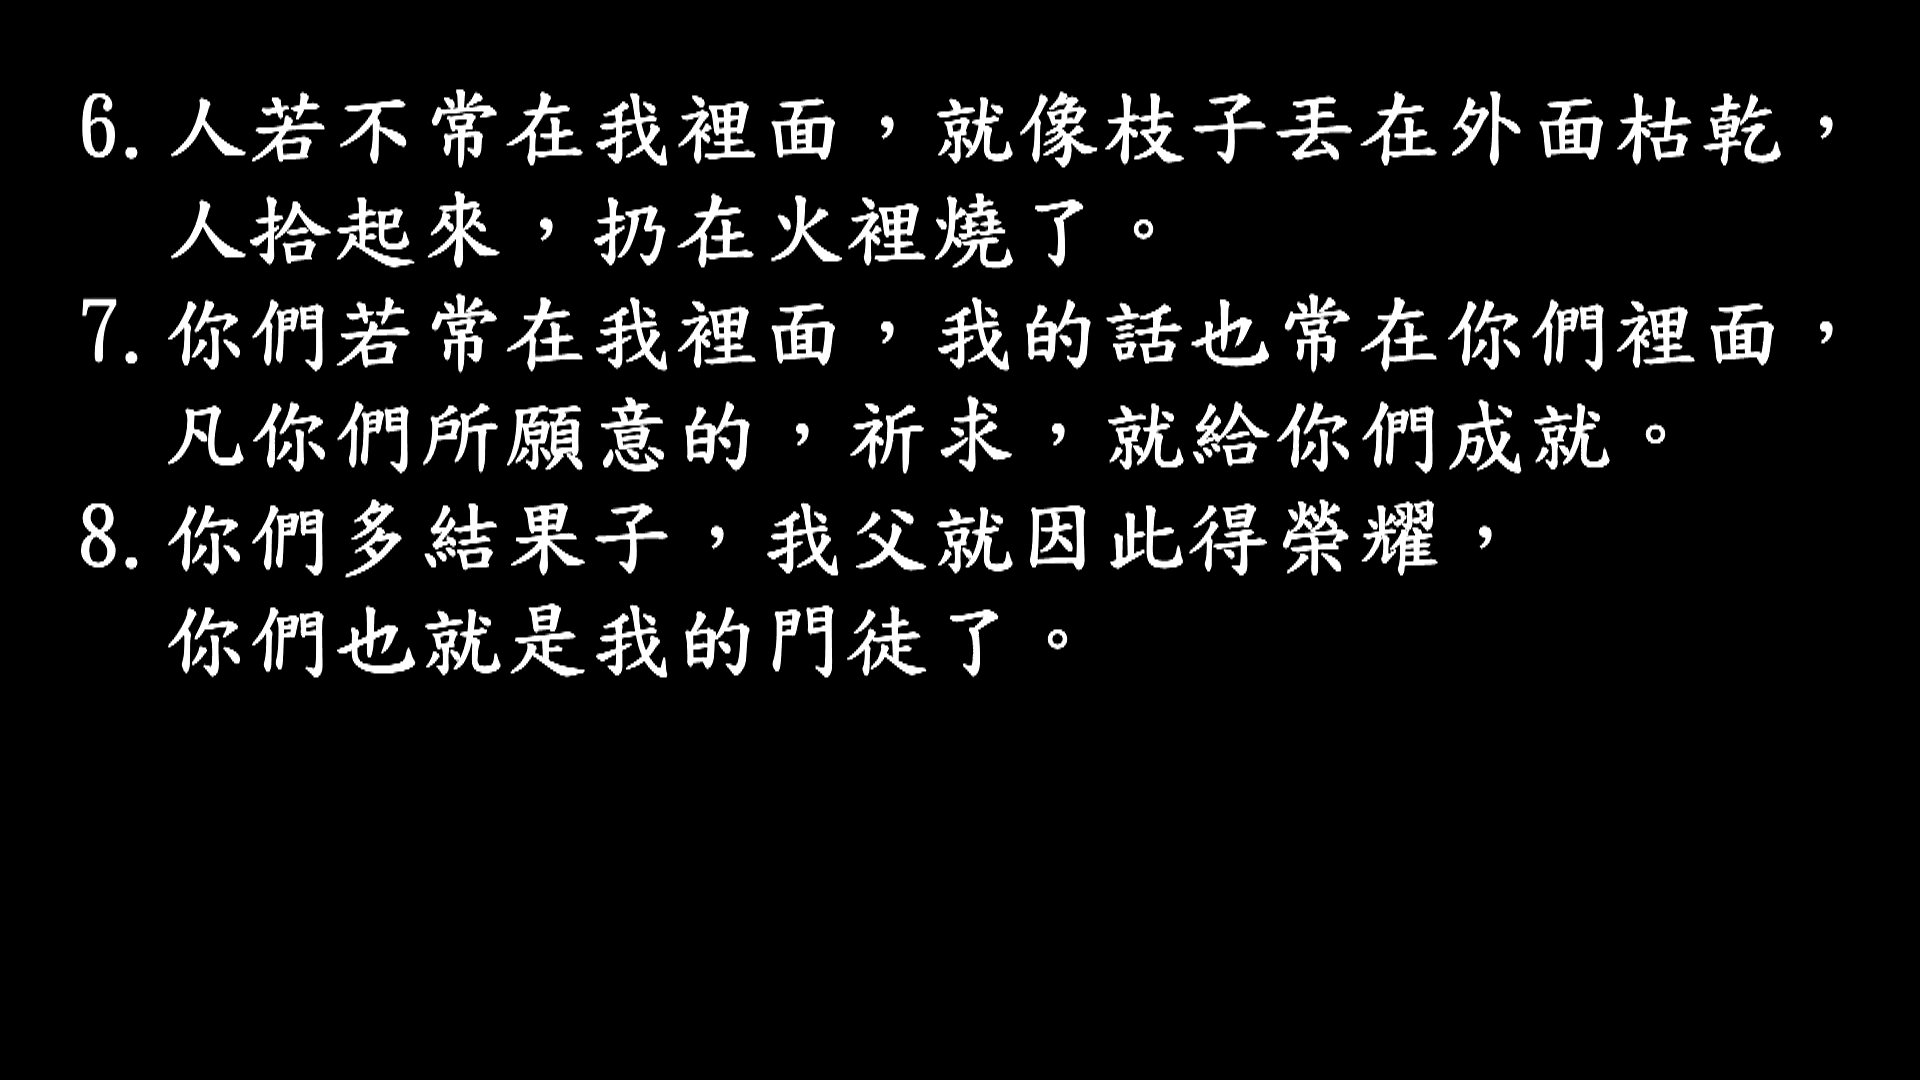 6. 人若不常在我裡面，就像枝子丟在外面枯乾，
人拾起來，扔在火裡燒了。
7. 你們若常在我裡面，我的話也常在你們裡面，
凡你們所願意的，祈求，就給你們成就。
8. 你們多結果子，我父就因此得榮耀，
你們也就是我的門徒了。